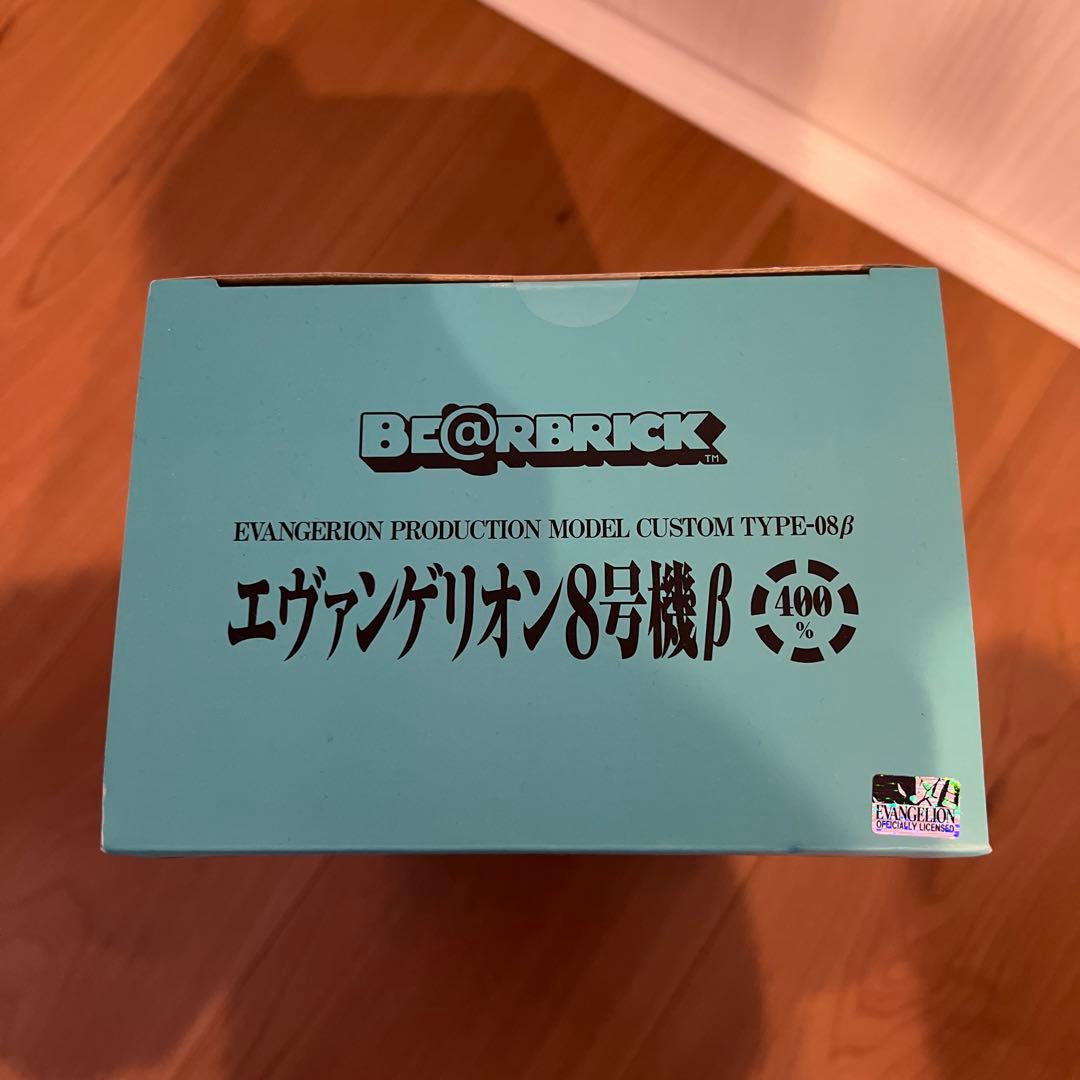 BE@RBRICK
TM
EVANGERION PRODUCTION MODEL CUSTOM TYPE-08β
エヴァンゲリオン8号機β
400
%
EVANGELION
OFFICIALLY LICENSED